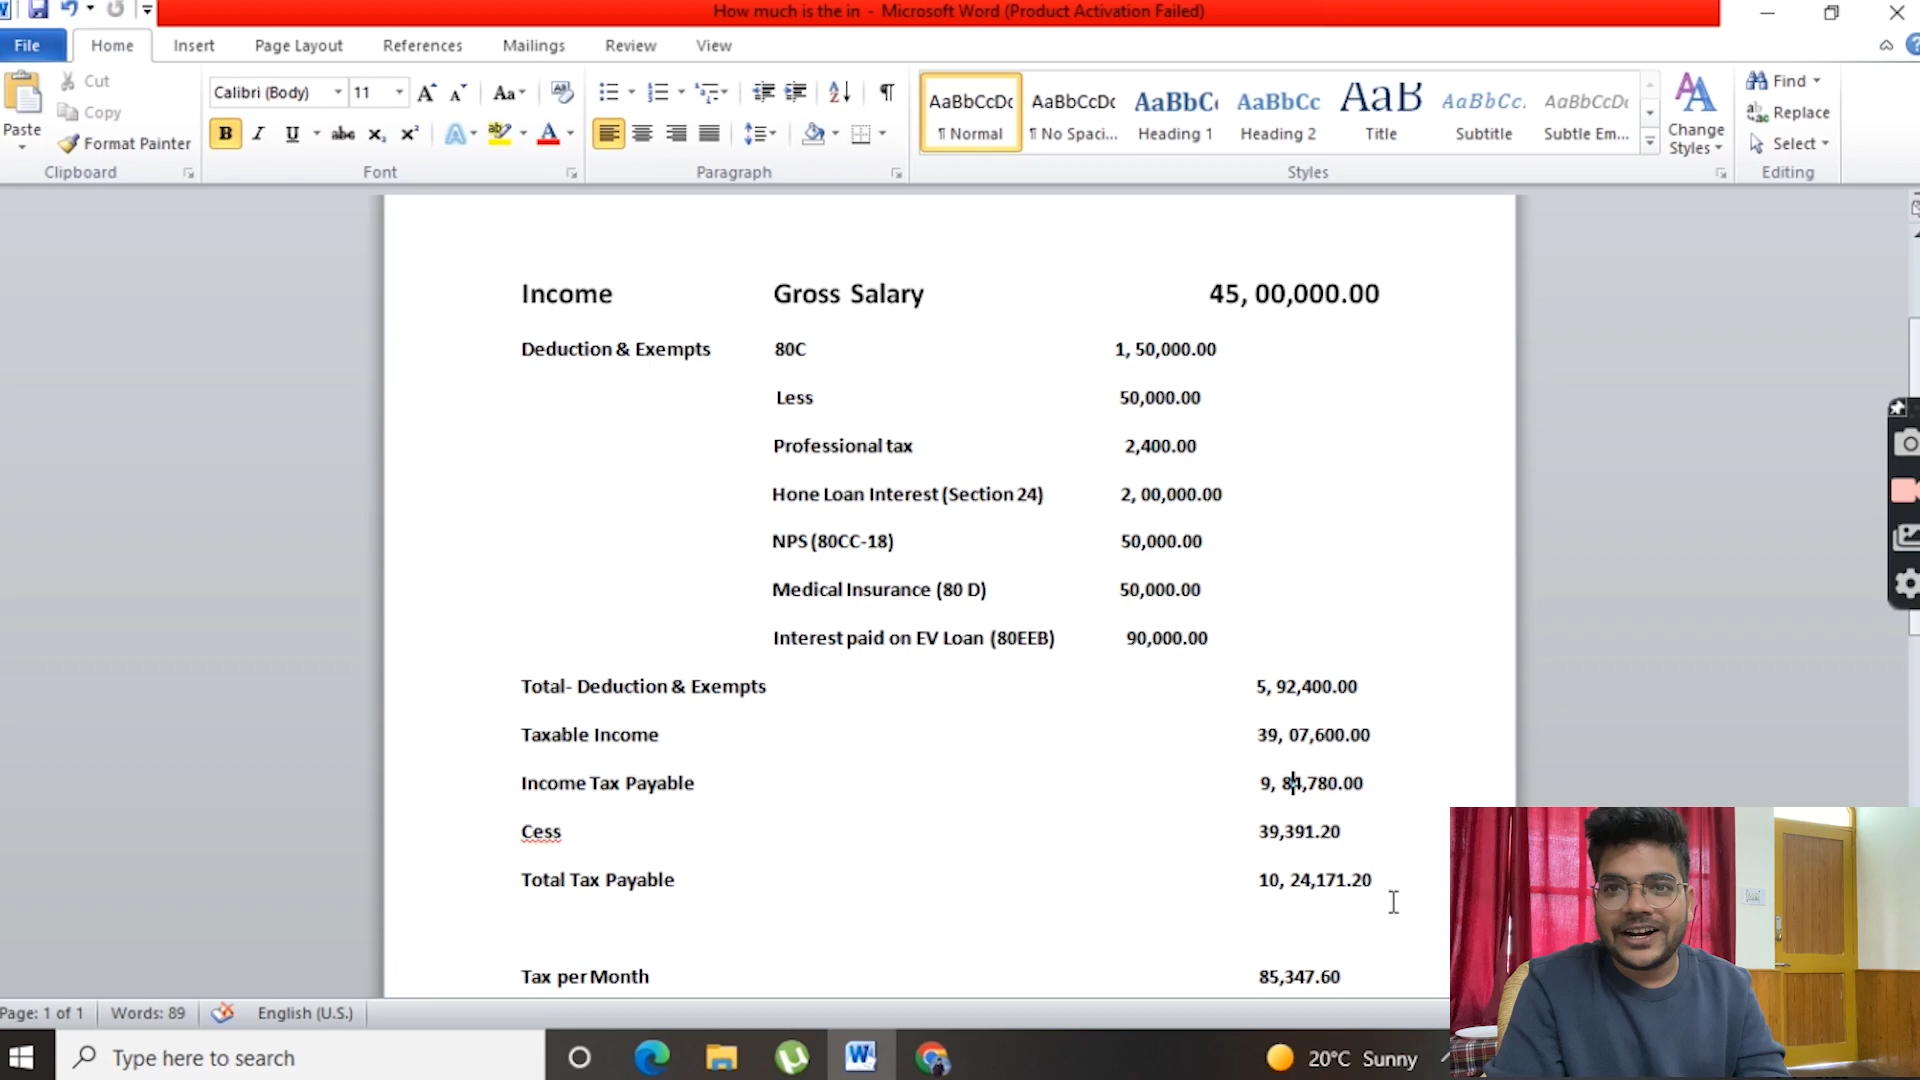 How much is the in - Microsoft Word (Product Activation Failed)
File Home Insert Page Layout References Mailings Review View
Paste
Cut
Copy
Format Painter
Clipboard
Calibri (Body) 11
Font
Paragraph
AaBbCcDc AaBbCcDc AaBbC AaBbCc AaB AaBbCc. AaBbCcDc
¶ Normal ¶ No Spaci... Heading 1 Heading 2 Title Subtitle Subtle Em...
Change Styles
Styles
Find
Replace
Select
Editing
Income Gross Salary 45, 00,000.00
Deduction & Exempts 80C 1, 50,000.00
Less 50,000.00
Professional tax 2,400.00
Hone Loan Interest (Section 24) 2, 00,000.00
NPS (80CC-18) 50,000.00
Medical Insurance (80 D) 50,000.00
Interest paid on EV Loan (80EEB) 90,000.00
Total- Deduction & Exempts 5, 92,400.00
Taxable Income 39, 07,600.00
Income Tax Payable 9, 84,780.00
Cess 39,391.20
Total Tax Payable 10, 24,171.20
Tax per Month 85,347.60
Page: 1 of 1 Words: 89 English (U.S.)
Type here to search
20°C Sunny